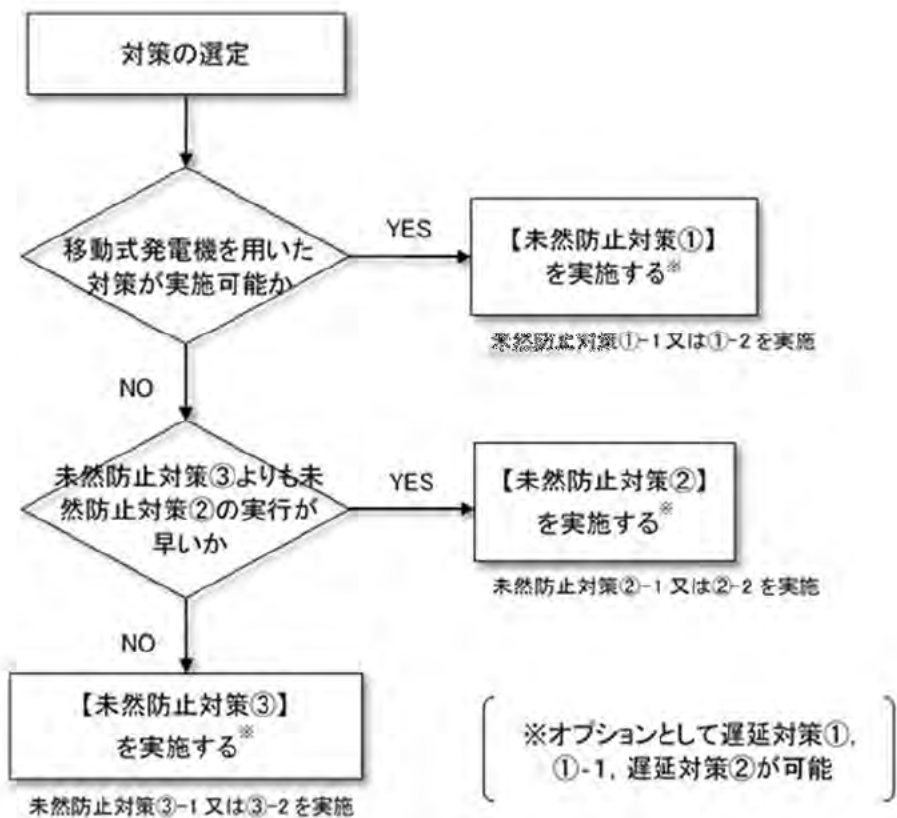 対策の選定
移動式発電機を用いた
対策が実施可能か
YES
【未然防止対策①】
を実施する※
未然防止対策①-1又は①-2を実施
NO
未然防止対策③よりも未
然防止対策②の実行が
早いか
YES
【未然防止対策②】
を実施する※
未然防止対策②-1又は②-2を実施
NO
【未然防止対策③】
を実施する※
未然防止対策③-1又は③-2を実施
※オプションとして遅延対策①,
①-1, 遅延対策②が可能